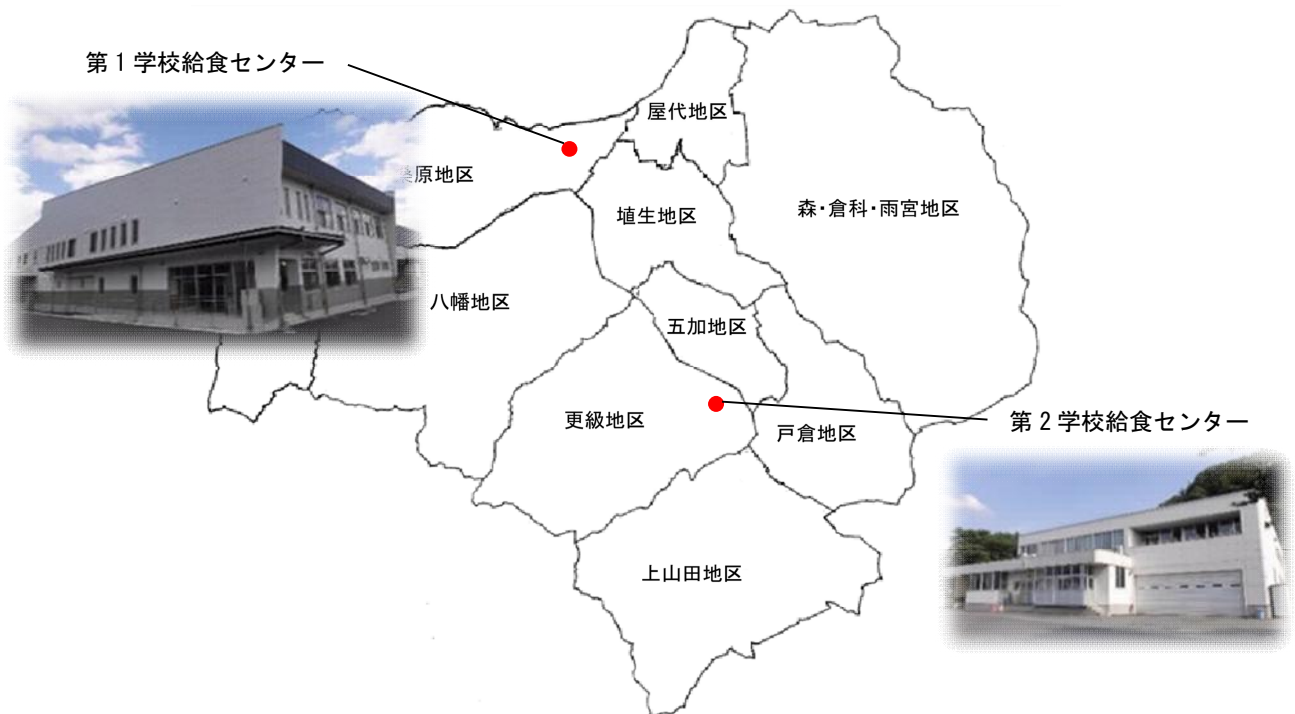 第1学校給食センター
屋代地区
原地区
埴生地区
森・倉科・雨宮地区
八幡地区
五加地区
更級地区
戸倉地区
第2学校給食センター
上山田地区